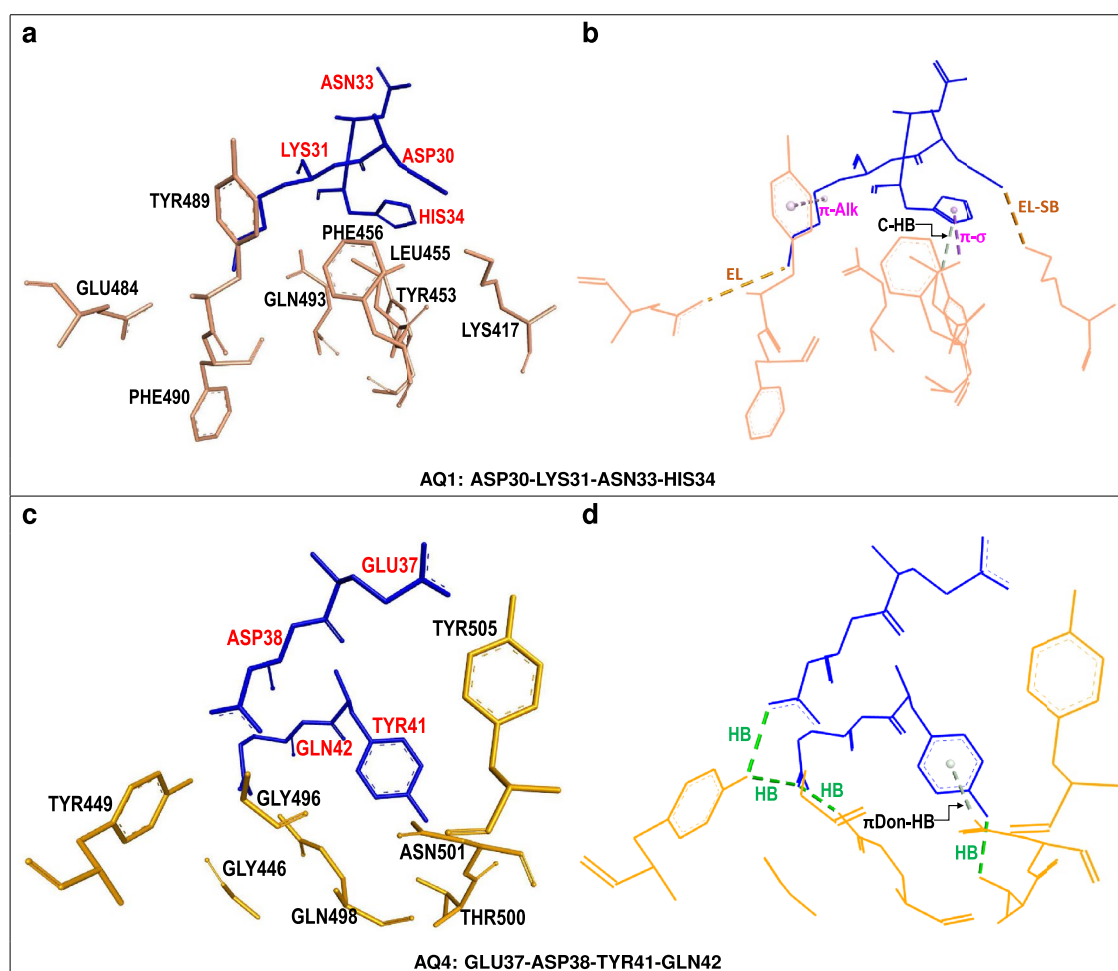 a
ASN33
LYS31
ASP30
TYR489
HIS34
PHE456
LEU455
GLU484
GLN493
TYR453
LYS417
PHE490
b
π-Alk
EL-SB
C-HB
π-σ
EL
AQ1: ASP30-LYS31-ASN33-HIS34
c
GLU37
ASP38
TYR505
TYR41
GLN42
TYR449
GLY496
ASN501
GLY446
GLN498
THR500
d
HB
HB
HB
πDon-HB
HB
AQ4: GLU37-ASP38-TYR41-GLN42